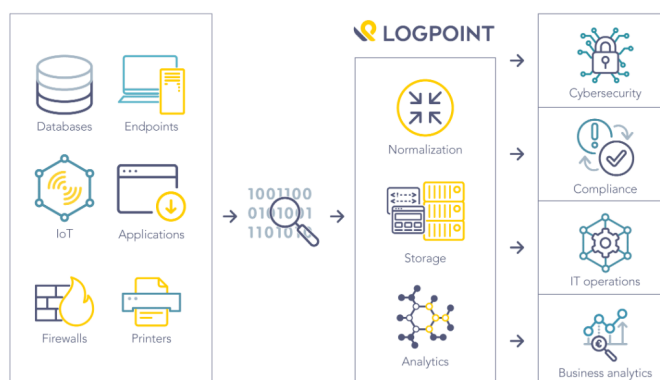 LOGPOINT
Databases
Endpoints
IoT
Applications
Firewalls
Printers
1001100
0101001
1101010
Normalization
Storage
Analytics
Cybersecurity
Compliance
IT operations
Business analytics